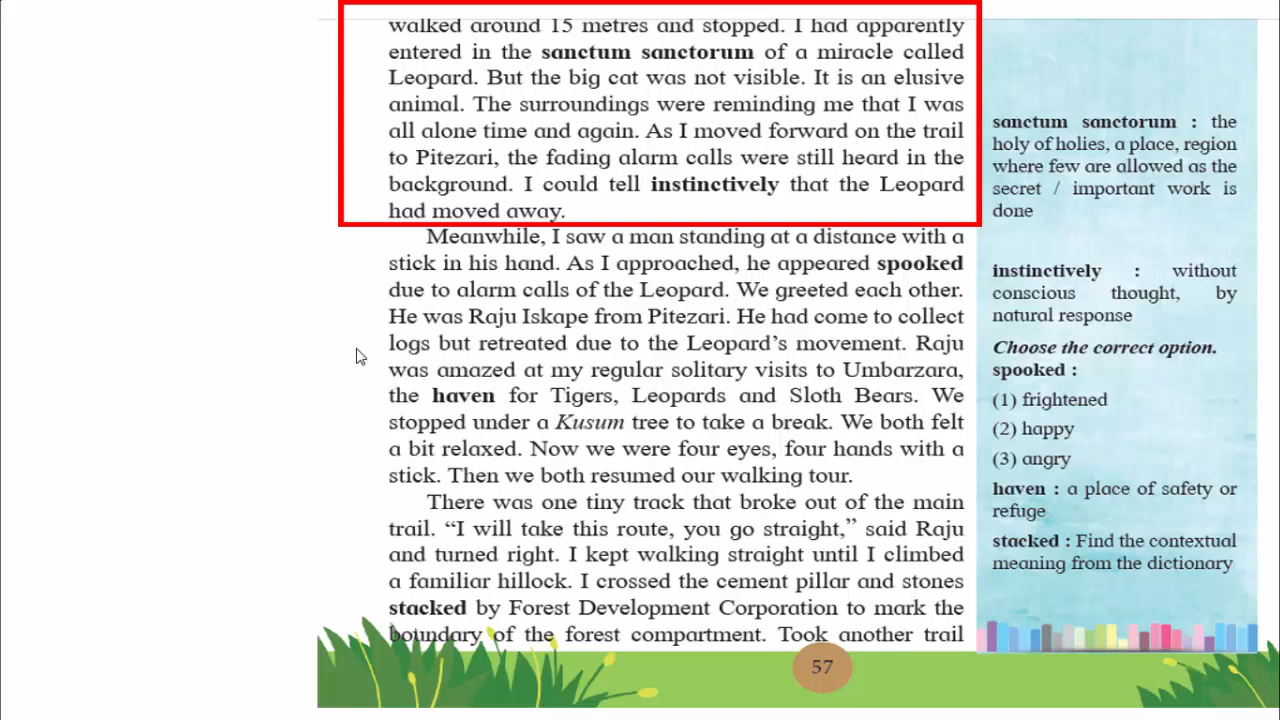 walked around 15 metres and stopped. I had apparently
entered in the sanctum sanctorum of a miracle called
Leopard. But the big cat was not visible. It is an elusive
animal. The surroundings were reminding me that I was
all alone time and again. As I moved forward on the trail
to Pitezari, the fading alarm calls were still heard in the
background. I could tell instinctively that the Leopard
had moved away.
Meanwhile, I saw a man standing at a distance with a
stick in his hand. As I approached, he appeared spooked
due to alarm calls of the Leopard. We greeted each other.
He was Raju Iskape from Pitezari. He had come to collect
logs but retreated due to the Leopard’s movement. Raju
was amazed at my regular solitary visits to Umbarzara,
the haven for Tigers, Leopards and Sloth Bears. We
stopped under a Kusum tree to take a break. We both felt
a bit relaxed. Now we were four eyes, four hands with a
stick. Then we both resumed our walking tour.
There was one tiny track that broke out of the main
trail. “I will take this route, you go straight,” said Raju
and turned right. I kept walking straight until I climbed
a familiar hillock. I crossed the cement pillar and stones
stacked by Forest Development Corporation to mark the
boundary of the forest compartment. Took another trail
sanctum sanctorum : the
holy of holies, a place, region
where few are allowed as the
secret / important work is
done
instinctively : without
conscious thought, by
natural response
Choose the correct option.
spooked :
(1) frightened
(2) happy
(3) angry
haven : a place of safety or
refuge
stacked : Find the contextual
meaning from the dictionary
57